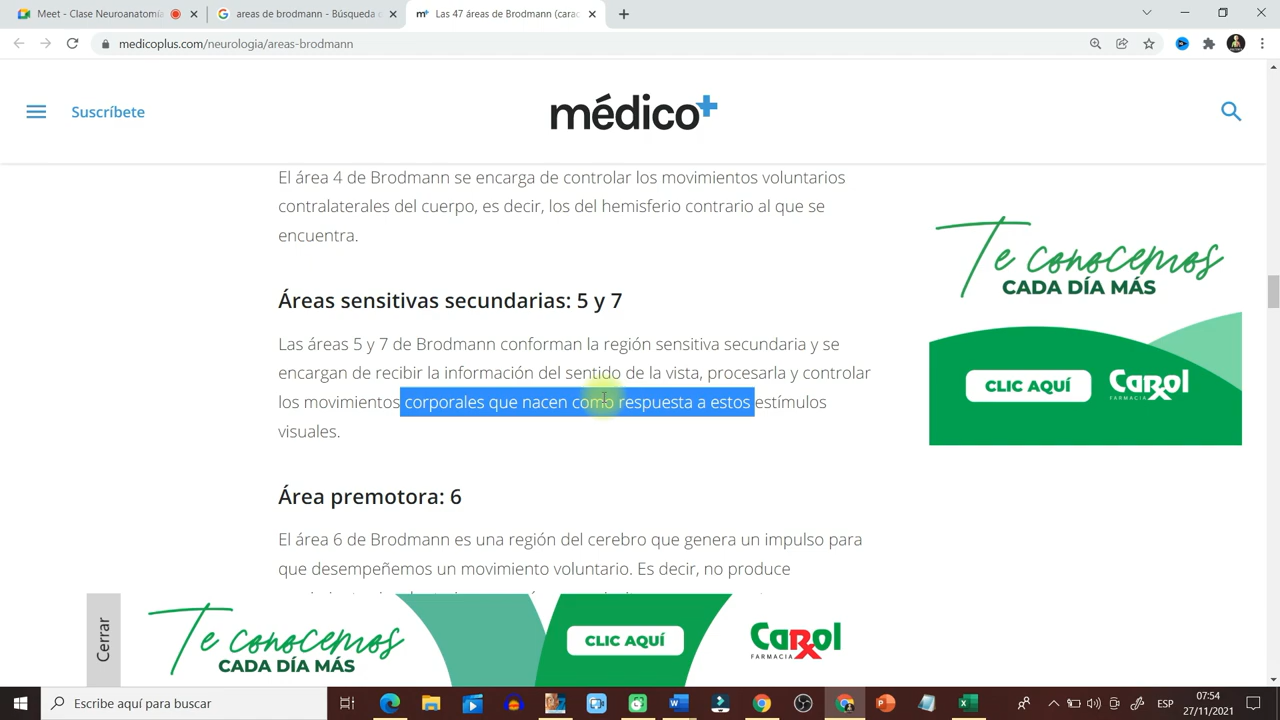 Meet - Clase Neuroanatomía
areas de brodmann - Búsqueda
Las 47 áreas de Brodmann (carac
medicoplus.com/neurologia/areas-brodmann
Suscríbete
médico+
El área 4 de Brodmann se encarga de controlar los movimientos voluntarios
contralaterales del cuerpo, es decir, los del hemisferio contrario al que se
encuentra.
Áreas sensitivas secundarias: 5 y 7
Las áreas 5 y 7 de Brodmann conforman la región sensitiva secundaria y se
encargan de recibir la información del sentido de la vista, procesarla y controlar
los movimientos corporales que nacen como respuesta a estos estímulos
visuales.
Área premotora: 6
El área 6 de Brodmann es una región del cerebro que genera un impulso para
que desempeñemos un movimiento voluntario. Es decir, no produce
Te conocemos
CADA DÍA MÁS
CLIC AQUÍ
Carol
FARMACIA
Cerrar
Te conocemos
CADA DÍA MÁS
CLIC AQUÍ
Carol
FARMACIA
Escribe aquí para buscar
ESP
07:54
27/11/2021